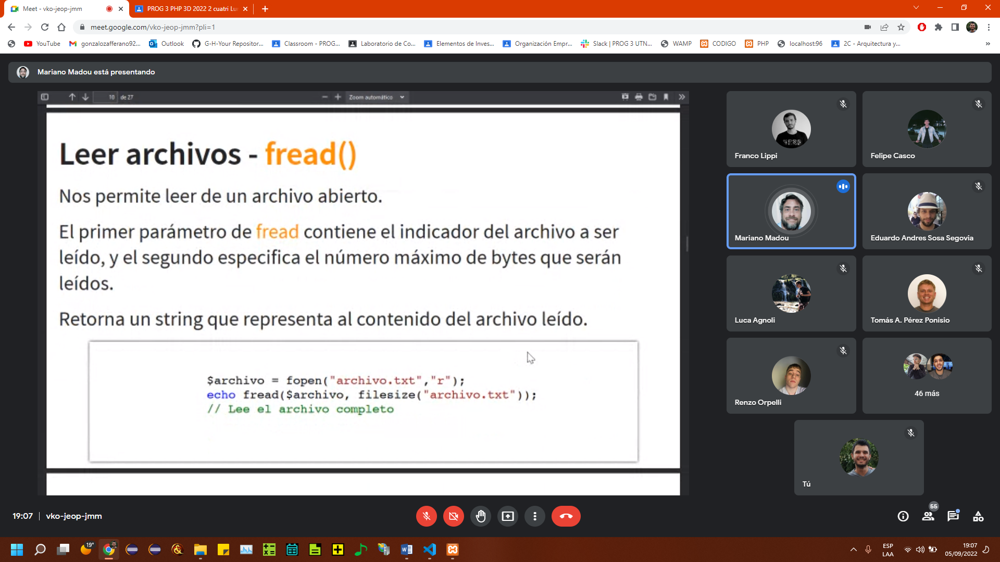 Meet - vko-jeop-jmm
PROG 3 PHP 3D 2022 2 cuatri Lu
meet.google.com/vko-jeop-jmm?pli=1
YouTube
gonzalozafferano92...
Outlook
G-H-Your Repositor...
Classroom - PROG...
Laboratorio de Co...
Elementos de Inves...
Organización Empr...
Slack | PROG 3 UTN...
WAMP
CODIGO
PHP
localhost:96
2C - Arquitectura y...
Mariano Madou está presentando
10 de 27
Zoom automático
Leer archivos - fread()
Nos permite leer de un archivo abierto.
El primer parámetro de fread contiene el indicador del archivo a ser
leído, y el segundo especifica el número máximo de bytes que serán
leídos.
Retorna un string que representa al contenido del archivo leído.
$archivo = fopen("archivo.txt","r");
echo fread($archivo, filesize("archivo.txt"));
// Lee el archivo completo
Franco Lippi
Felipe Casco
Mariano Madou
Eduardo Andres Sosa Segovia
Luca Agnoli
Tomás A. Pérez Ponisio
Renzo Orpelli
46 más
Tú
19:07 | vko-jeop-jmm
55
19°
ESP
LAA
19:07
05/09/2022